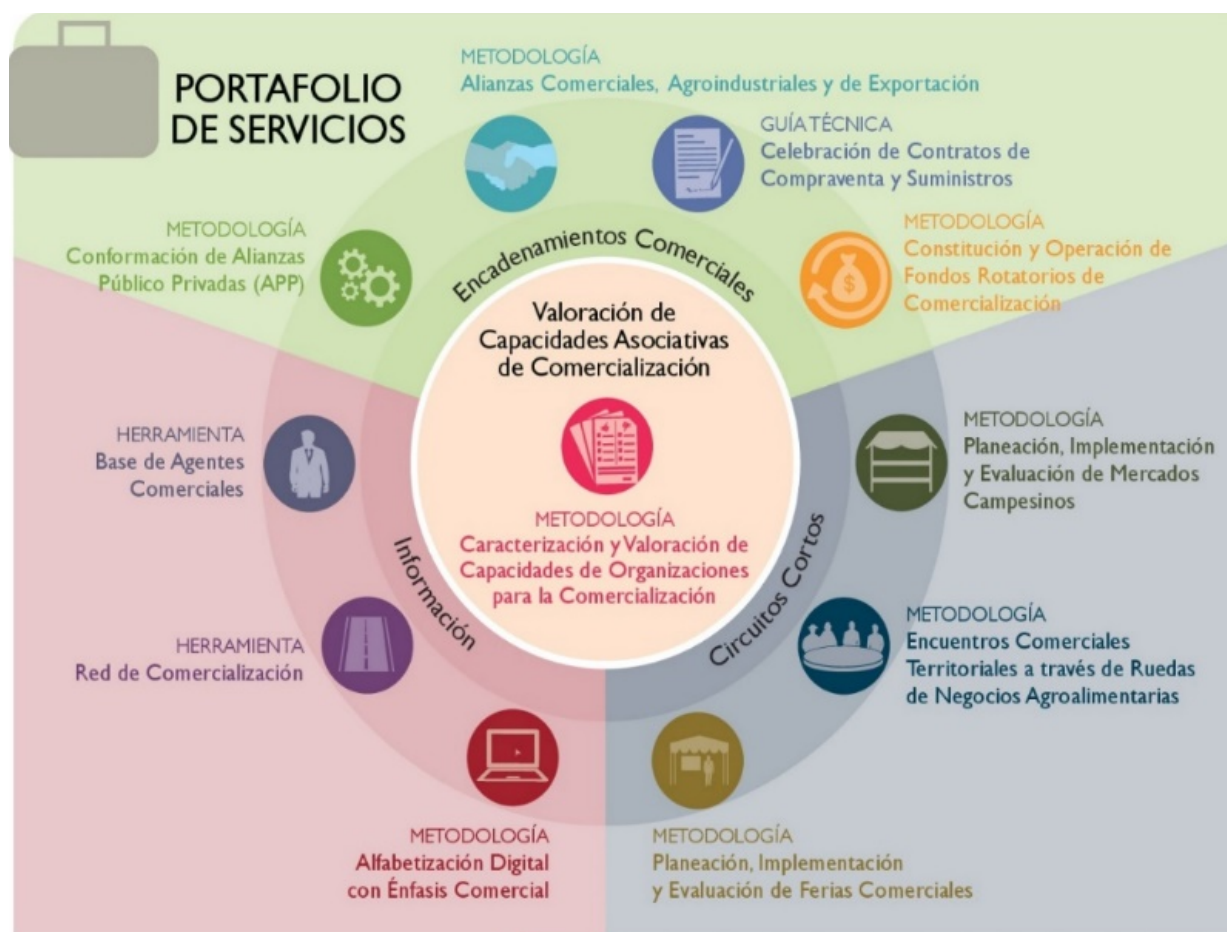 PORTAFOLIO
DE SERVICIOS
METODOLOGÍA
Alianzas Comerciales, Agroindustriales y de Exportación
GUÍA TÉCNICA
Celebración de Contratos de
Compraventa y Suministros
METODOLOGÍA
Conformación de Alianzas
Público Privadas (APP)
METODOLOGÍA
Constitución y Operación de
Fondos Rotatorios de
Comercialización
Encadenamientos Comerciales
Valoración de
Capacidades Asociativas
de Comercialización
METODOLOGÍA
Caracterización y Valoración de
Capacidades de Organizaciones
para la Comercialización
HERRAMIENTA
Base de Agentes
Comerciales
METODOLOGÍA
Planeación, Implementación
y Evaluación de Mercados
Campesinos
Información
Circuitos Cortos
HERRAMIENTA
Red de Comercialización
METODOLOGÍA
Encuentros Comerciales
Territoriales a través de Ruedas
de Negocios Agroalimentarias
METODOLOGÍA
Alfabetización Digital
con Énfasis Comercial
METODOLOGÍA
Planeación, Implementación
y Evaluación de Ferias Comerciales